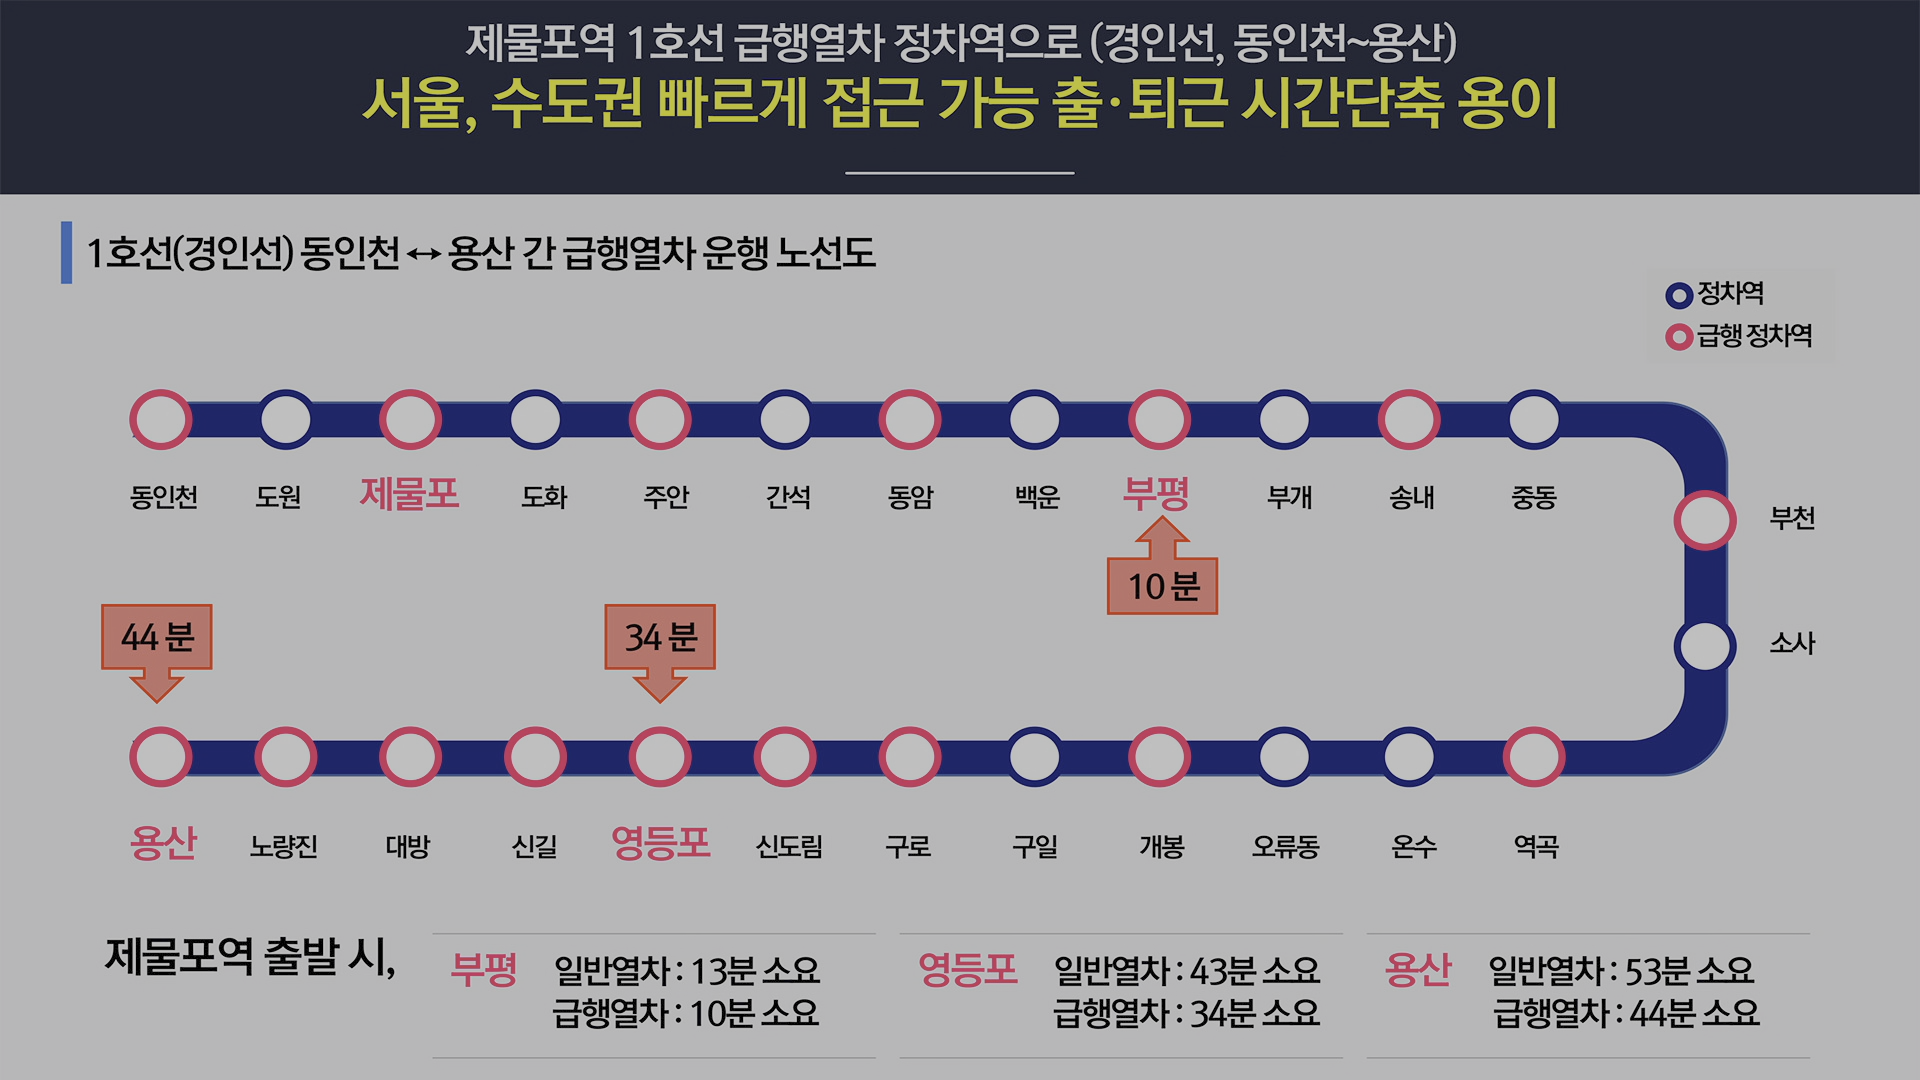 제물포역 1호선 급행열차 정차역으로 (경인선, 동인천~용산)
서울, 수도권 빠르게 접근 가능 출·퇴근 시간단축 용이
1호선(경인선) 동인천 ↔ 용산 간 급행열차 운행 노선도
정차역
급행 정차역
동인천 도원 제물포 도화 주안 간석 동암 백운 부평 부개 송내 중동
부천
10 분
44 분 34 분
소사
용산 노량진 대방 신길 영등포 신도림 구로 구일 개봉 오류동 온수 역곡
제물포역 출발 시,
부평 일반열차 : 13분 소요
급행열차 : 10분 소요
영등포 일반열차 : 43분 소요
급행열차 : 34분 소요
용산 일반열차 : 53분 소요
급행열차 : 44분 소요